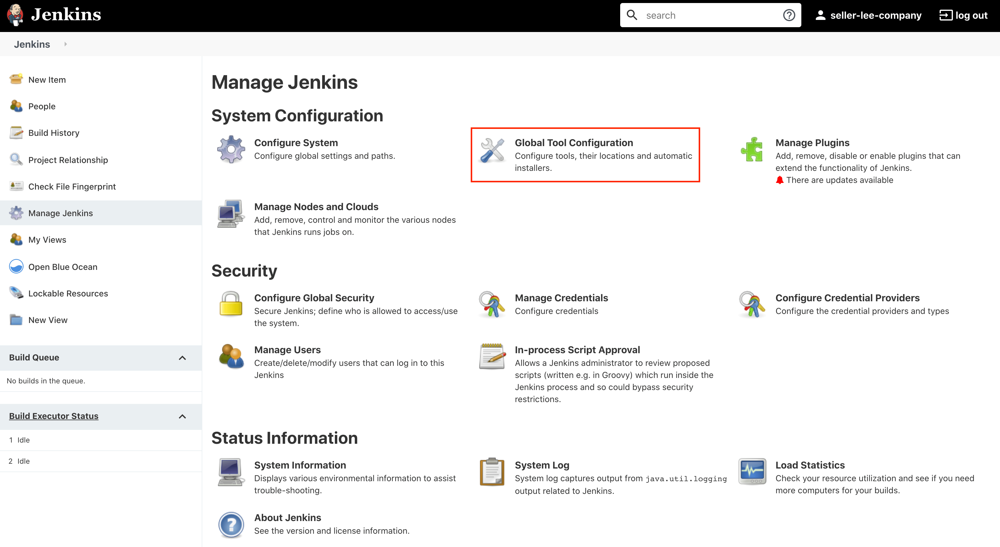 Jenkins
search
seller-lee-company
log out
Jenkins
New Item
People
Build History
Project Relationship
Check File Fingerprint
Manage Jenkins
My Views
Open Blue Ocean
Lockable Resources
New View
Build Queue
No builds in the queue.
Build Executor Status
1 Idle
2 Idle
Manage Jenkins
System Configuration
Configure System
Configure global settings and paths.
Global Tool Configuration
Configure tools, their locations and automatic
installers.
Manage Plugins
Add, remove, disable or enable plugins that can
extend the functionality of Jenkins.
There are updates available
Manage Nodes and Clouds
Add, remove, control and monitor the various nodes
that Jenkins runs jobs on.
Security
Configure Global Security
Secure Jenkins; define who is allowed to access/use
the system.
Manage Credentials
Configure credentials
Configure Credential Providers
Configure the credential providers and types
Manage Users
Create/delete/modify users that can log in to this
Jenkins
In-process Script Approval
Allows a Jenkins administrator to review proposed
scripts (written e.g. in Groovy) which run inside the
Jenkins process and so could bypass security
restrictions.
Status Information
System Information
Displays various environmental information to assist
trouble-shooting.
System Log
System log captures output from java.util.logging
output related to Jenkins.
Load Statistics
Check your resource utilization and see if you need
more computers for your builds.
About Jenkins
See the version and license information.